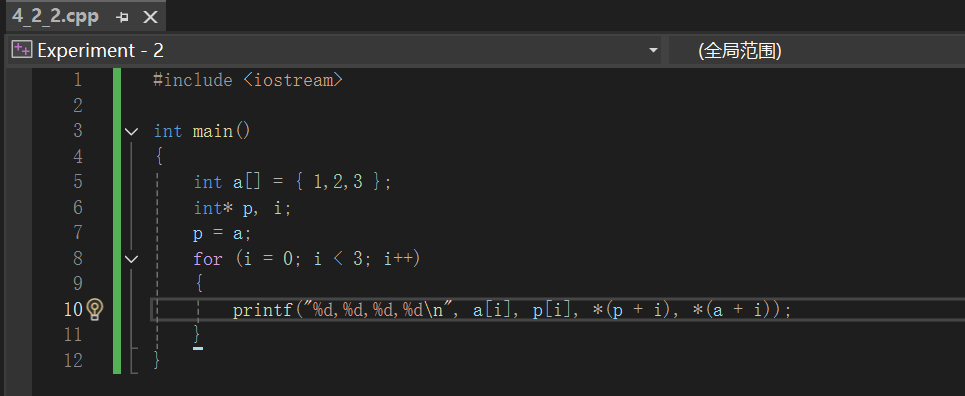 4_2_2.cpp
Experiment - 2 (全局范围)
1 #include <iostream>
2
3 int main()
4 {
5 int a[] = { 1,2,3 };
6 int* p, i;
7 p = a;
8 for (i = 0; i < 3; i++)
9 {
10 printf("%d,%d,%d,%d\n", a[i], p[i], *(p + i), *(a + i));
11 }
12 }